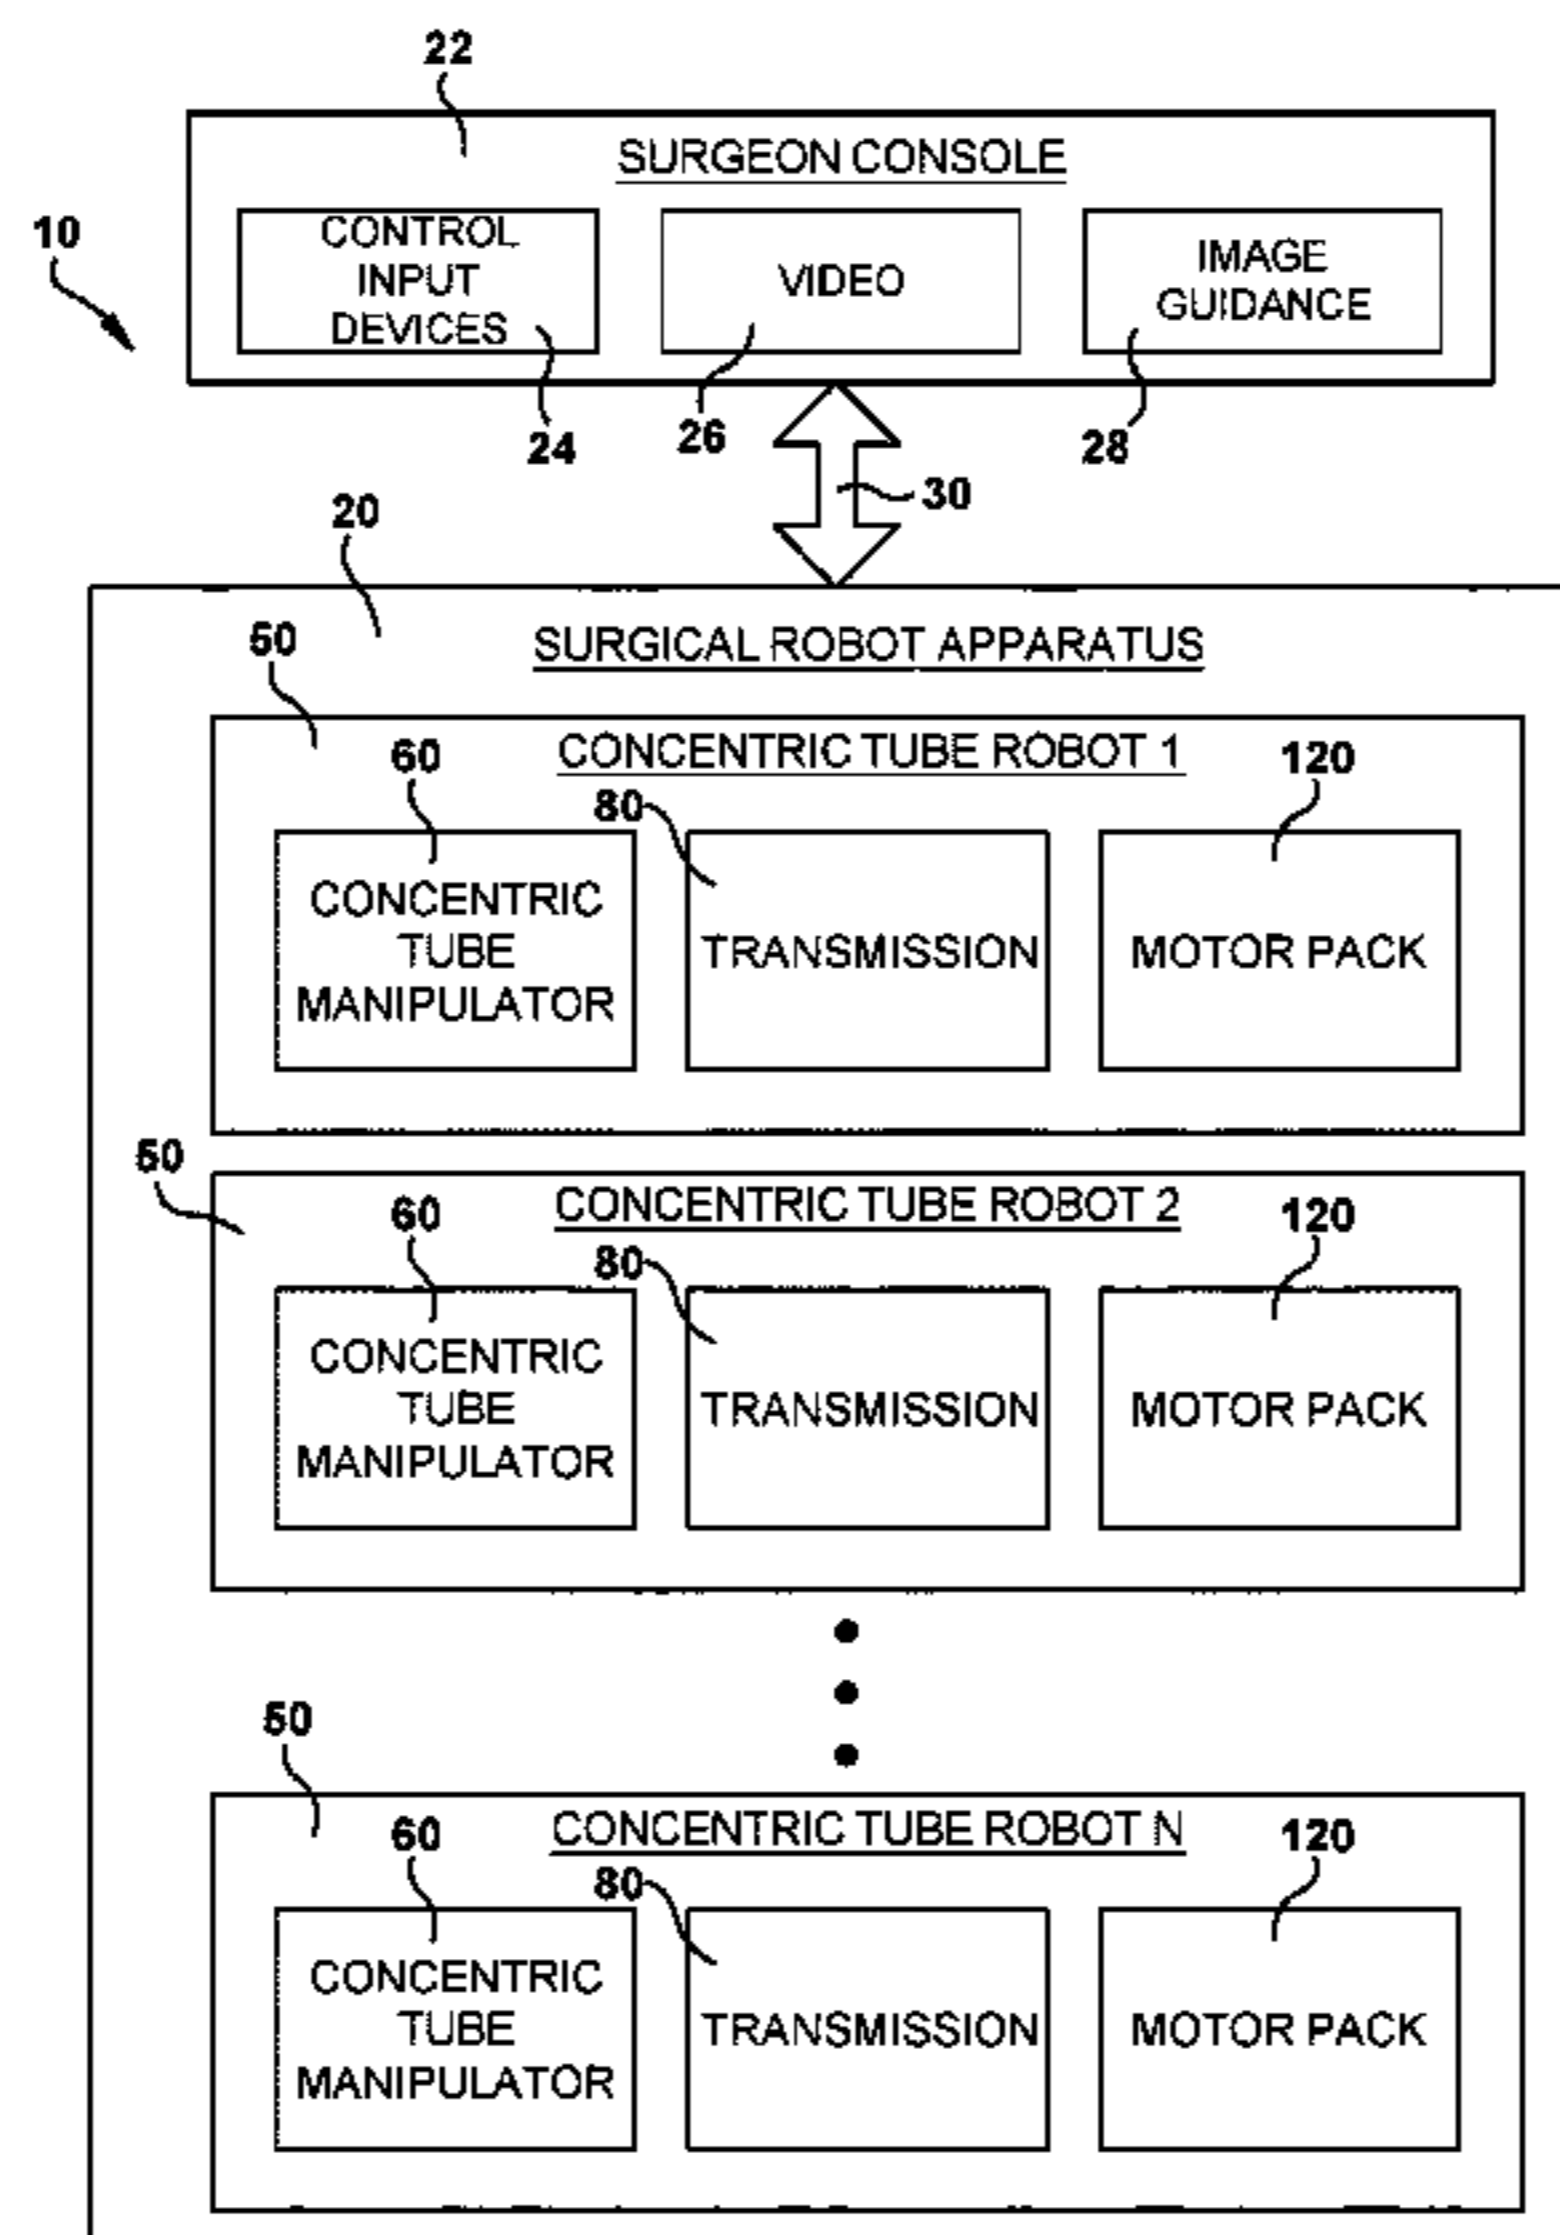 22
SURGEON CONSOLE
10
CONTROL
INPUT
DEVICES
VIDEO
IMAGE
GUIDANCE
24
26
28
30
20
SURGICAL ROBOT APPARATUS
50
CONCENTRIC TUBE ROBOT 1
60
80
120
CONCENTRIC
TUBE
MANIPULATOR
TRANSMISSION
MOTOR PACK
50
CONCENTRIC TUBE ROBOT 2
60
80
120
CONCENTRIC
TUBE
MANIPULATOR
TRANSMISSION
MOTOR PACK
50
CONCENTRIC TUBE ROBOT N
60
80
120
CONCENTRIC
TUBE
MANIPULATOR
TRANSMISSION
MOTOR PACK